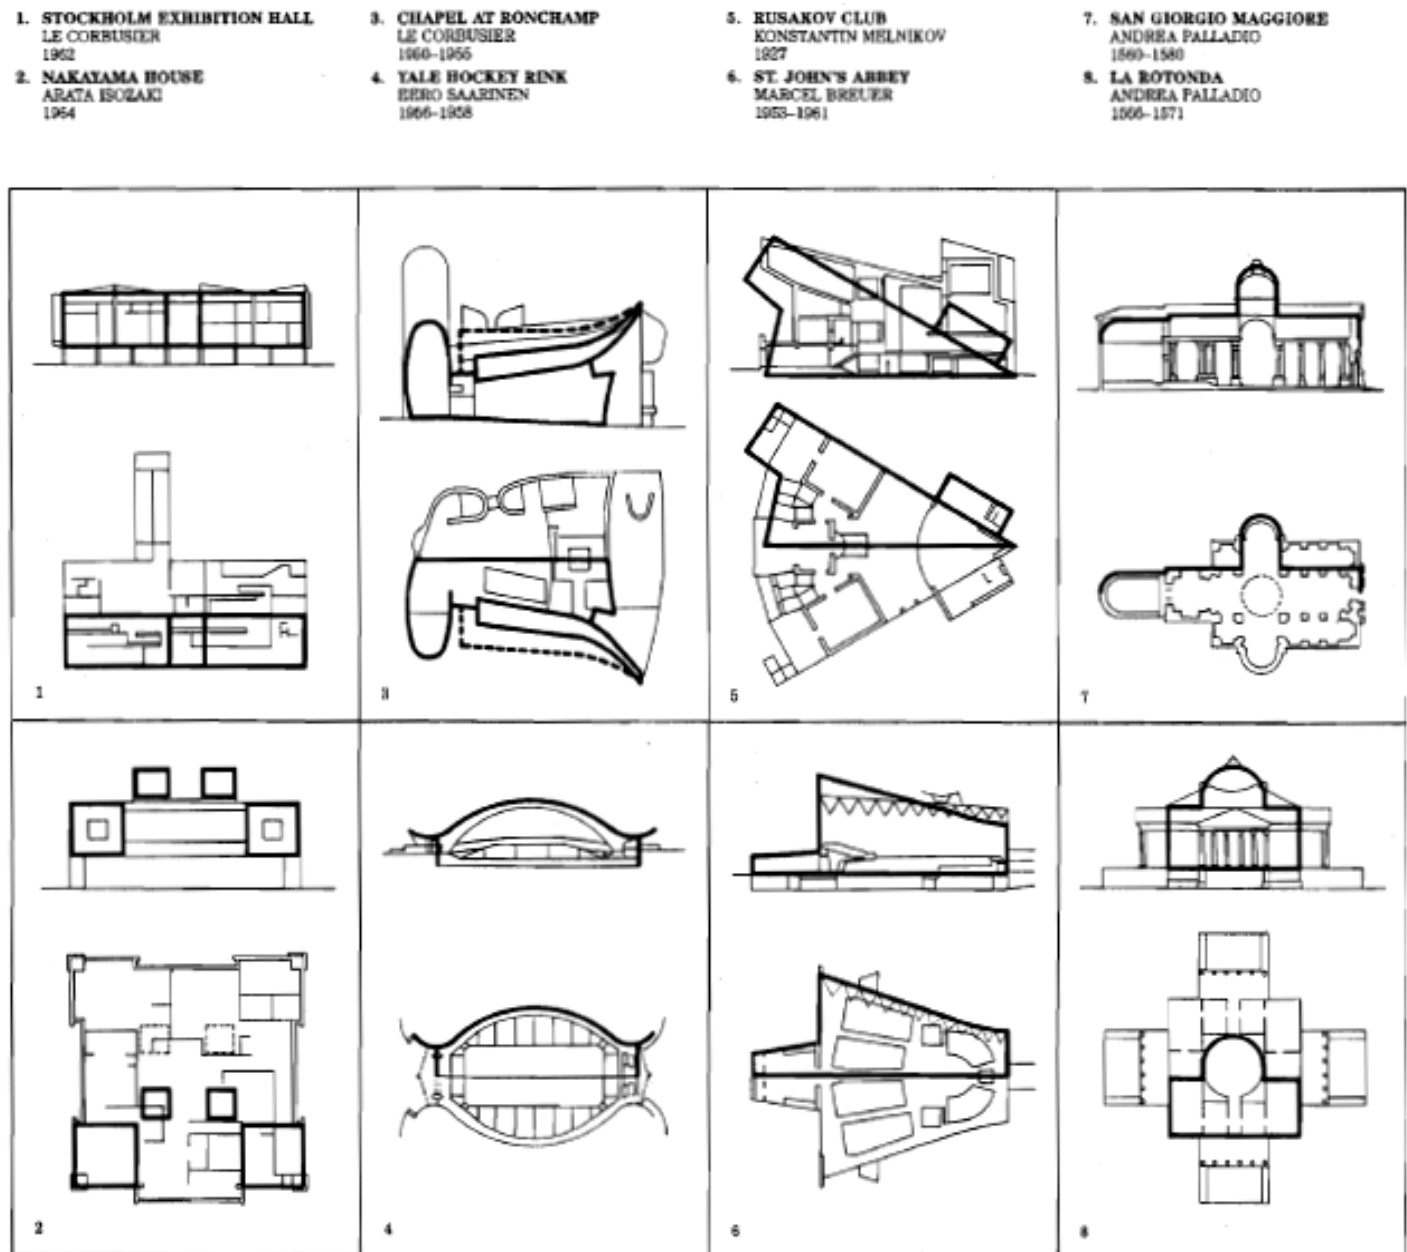 1. STOCKHOLM EXHIBITION HALL
LE CORBUSIER
1962
2. NAKAYAMA HOUSE
ARATA ISOZAKI
1964
3. CHAPEL AT RONCHAMP
LE CORBUSIER
1950–1955
4. YALE HOCKEY RINK
EERO SAARINEN
1956–1958
5. RUSAKOV CLUB
KONSTANTIN MELNIKOV
1927
6. ST. JOHN'S ABBEY
MARCEL BREUER
1953–1961
7. SAN GIORGIO MAGGIORE
ANDREA PALLADIO
1560–1580
8. LA ROTONDA
ANDREA PALLADIO
1566–1571
1
3
5
7
2
4
6
8